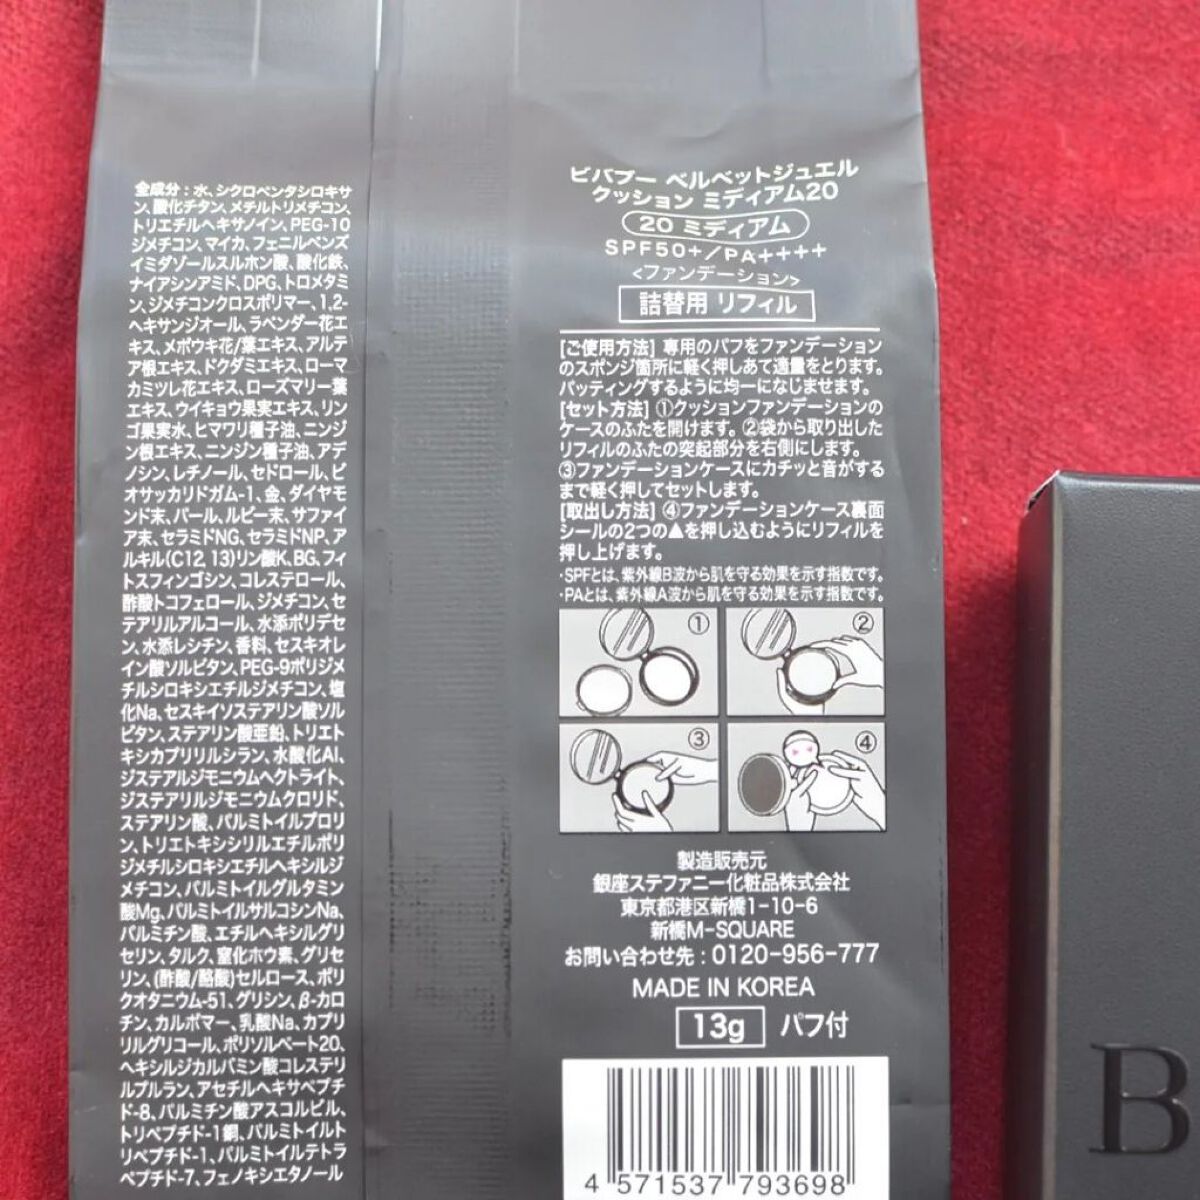 全成分：水、シクロペンタシロキサ
ン、酸化チタン、メチルトリメチコン、
トリエチルヘキサノイン、PEG-10
ジメチコン、マイカ、フェニルベンズ
イミダゾールスルホン酸、酸化鉄、
ナイアシンアミド、DPG、トロメタミ
ン、ジメチコンクロスポリマー、1,2-
ヘキサンジオール、ラベンダー花エ
キス、メボウキ花/葉エキス、アルテ
ア根エキス、ドクダミエキス、ローマ
カミツレ花エキス、ローズマリー葉
エキス、ウイキョウ果実エキス、リン
ゴ果実水、ヒマワリ種子油、ニンジ
ン根エキス、ニンジン種子油、アデ
ノシン、レチノール、セドロール、ビ
オサッカリドガム-1、金、ダイヤモ
ンド末、パール、ルビー末、サファイ
ア末、セラミドNG、セラミドNP、ア
ルキル(C12,13)リン酸K、BG、フィ
トスフィンゴシン、コレステロール、
酢酸トコフェロール、ジメチコン、セ
テアリルアルコール、水添ポリデセ
ン、水添レシチン、香料、セスキオレ
イン酸ソルビタン、PEG-9ポリジメ
チルシロキシエチルジメチコン、塩
化Na、セスキイソステアリン酸ソル
ビタン、ステアリン酸亜鉛、トリエト
キシカプリリルシラン、水酸化Al、
ジステアルジモニウムヘクトライト、
ジステアリルジモニウムクロリド、
ステアリン酸、パルミトイルプロリ
ン、トリエトキシシリルエチルポリ
ジメチルシロキシエチルヘキシルジ
メチコン、パルミトイルグルタミン
酸Mg、パルミトイルサルコシンNa、
パルミチン酸、エチルヘキシルグリ
セリン、タルク、窒化ホウ素、グリセ
リン、(酢酸/酪酸)セルロース、ポリ
クオタニウム-51、グリシン、β-カロ
チン、カルボマー、乳酸Na、カプリ
リルグリコール、ポリソルベート20、
ヘキシルジカルバミン酸コレステリ
ルプルラン、アセチルヘキサペプチ
ド-8、パルミチン酸アスコルビル、
トリペプチド-1銅、パルミトイルト
リペプチド-1、パルミトイルテトラ
ペプチド-7、フェノキシエタノール
ビバブー ベルベットジュエル
クッション ミディアム20
20 ミディアム
SPF50+/PA++++
<ファンデーション>
詰替用 リフィル
[ご使用方法] 専用のパフをファンデーション
のスポンジ箇所に軽く押しあて適量をとります。
パッティングするように均一になじませます。
[セット方法] ①クッションファンデーションの
ケースのふたを開けます。②袋から取り出した
リフィルのふたの突起部分を右側にします。
③ファンデーションケースにカチッと音がする
まで軽く押してセットします。
[取出し方法] ④ファンデーションケース裏面
シールの2つの▲を押し込むようにリフィルを
押し上げます。
・SPFとは、紫外線B波から肌を守る効果を示す指数です。
・PAとは、紫外線A波から肌を守る効果を示す指数です。
① ②
③ ④
製造販売元
銀座ステファニー化粧品株式会社
東京都港区新橋1-10-6
新橋M-SQUARE
お問い合わせ先：0120-956-777
MADE IN KOREA
13g パフ付
4 571537 793698
B